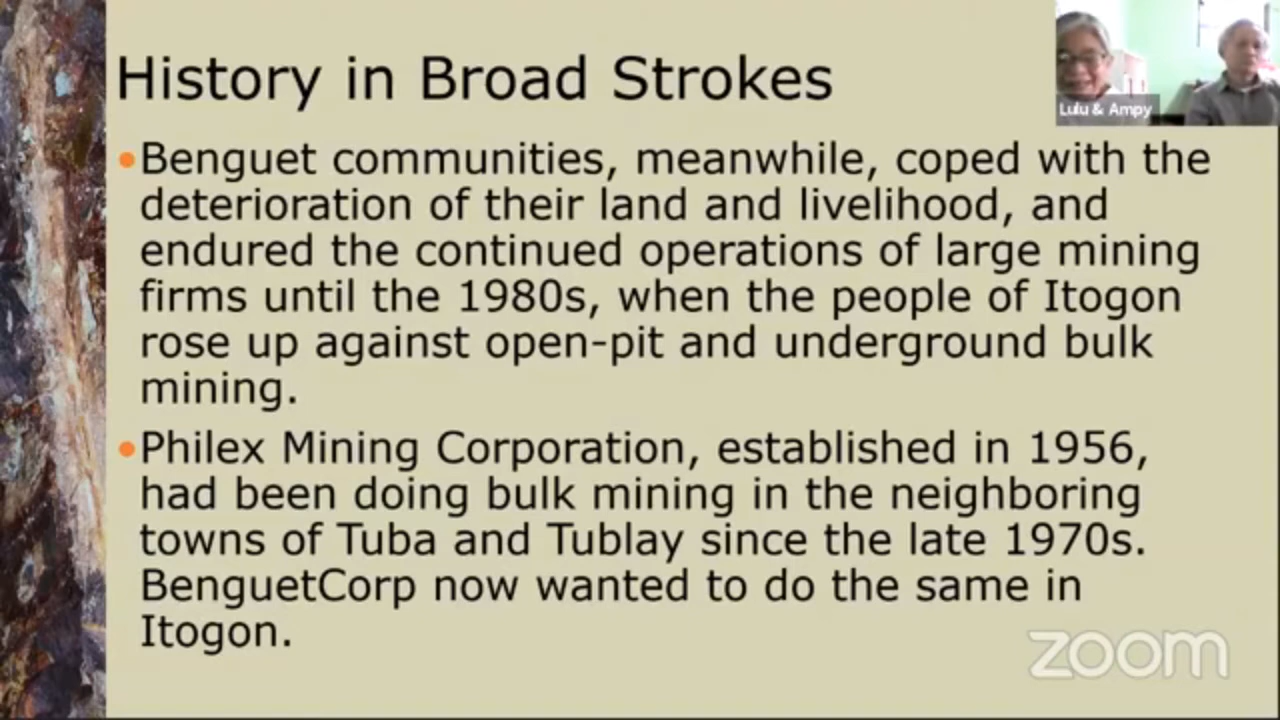 History in Broad Strokes
Lulu & Ampy
•Benguet communities, meanwhile, coped with the
deterioration of their land and livelihood, and
endured the continued operations of large mining
firms until the 1980s, when the people of Itogon
rose up against open-pit and underground bulk
mining.
•Philex Mining Corporation, established in 1956,
had been doing bulk mining in the neighboring
towns of Tuba and Tublay since the late 1970s.
BenguetCorp now wanted to do the same in
Itogon.
zoom